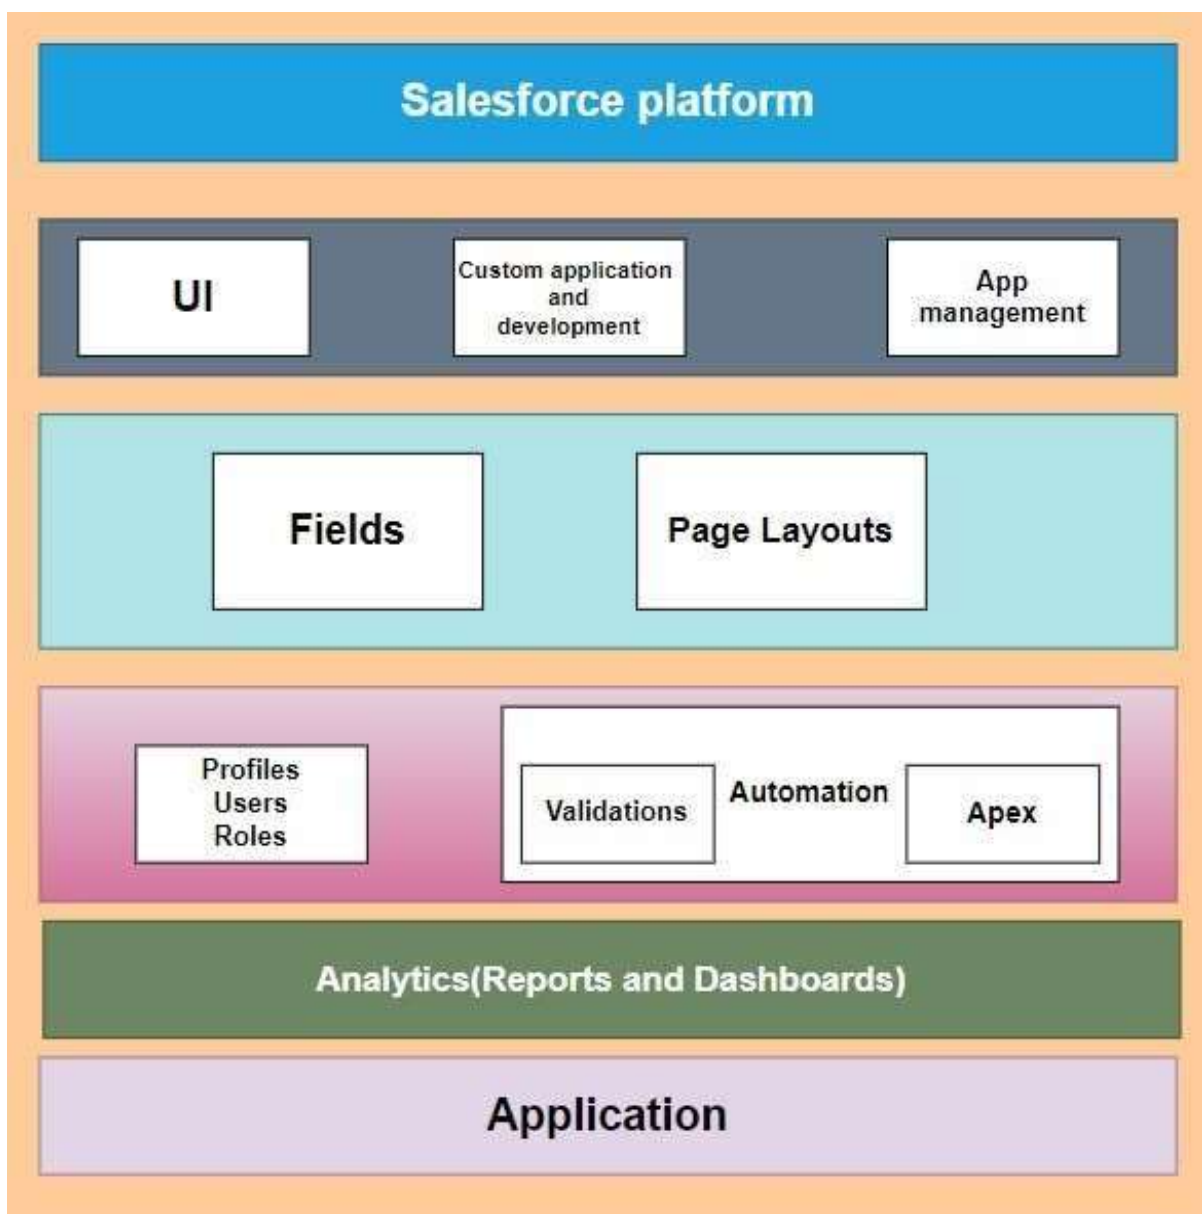 Salesforce platform
UI
Custom application
and
development
App
management
Fields
Page Layouts
Profiles
Users
Roles
Validations
Automation
Apex
Analytics(Reports and Dashboards)
Application